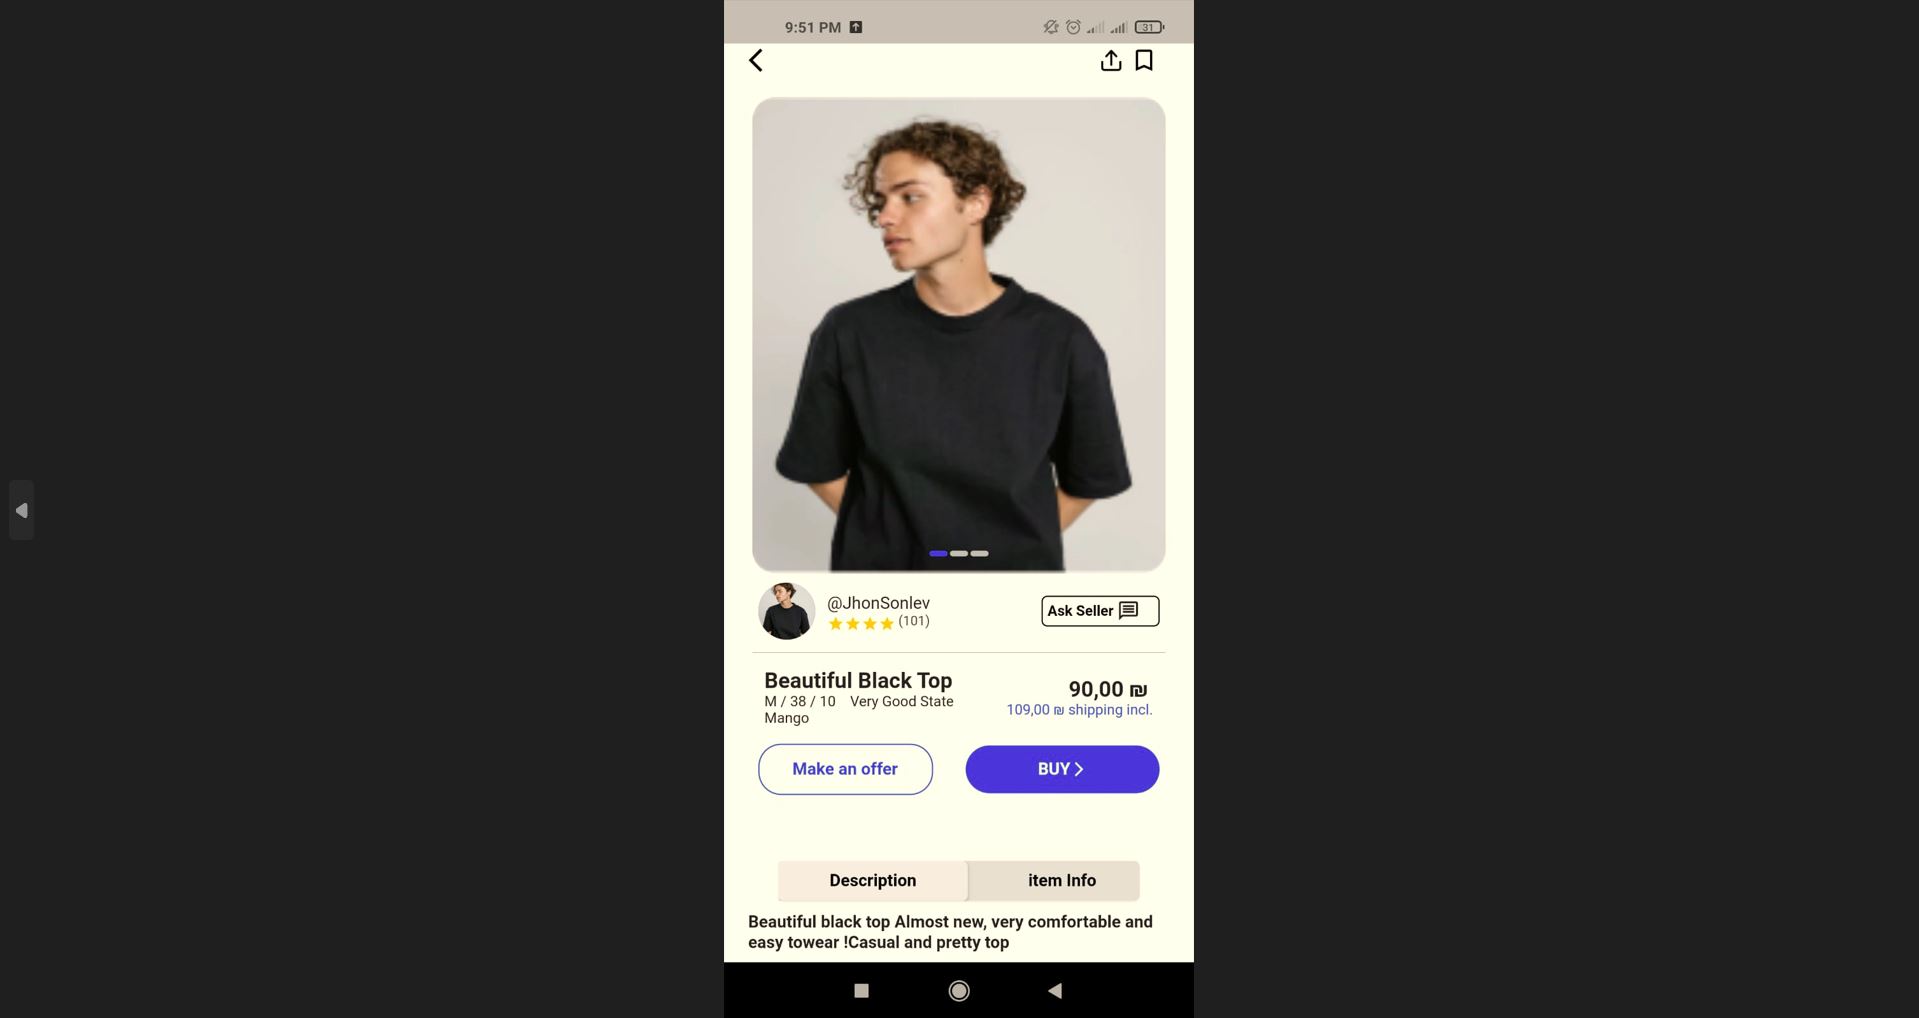 9:51 PM
31
@JhonSonlev
(101)
Ask Seller
Beautiful Black Top
90,00 ₪
M / 38 / 10 Very Good State
109,00 ₪ shipping incl.
Mango
Make an offer
BUY
Description
item Info
Beautiful black top Almost new, very comfortable and
easy towear !Casual and pretty top